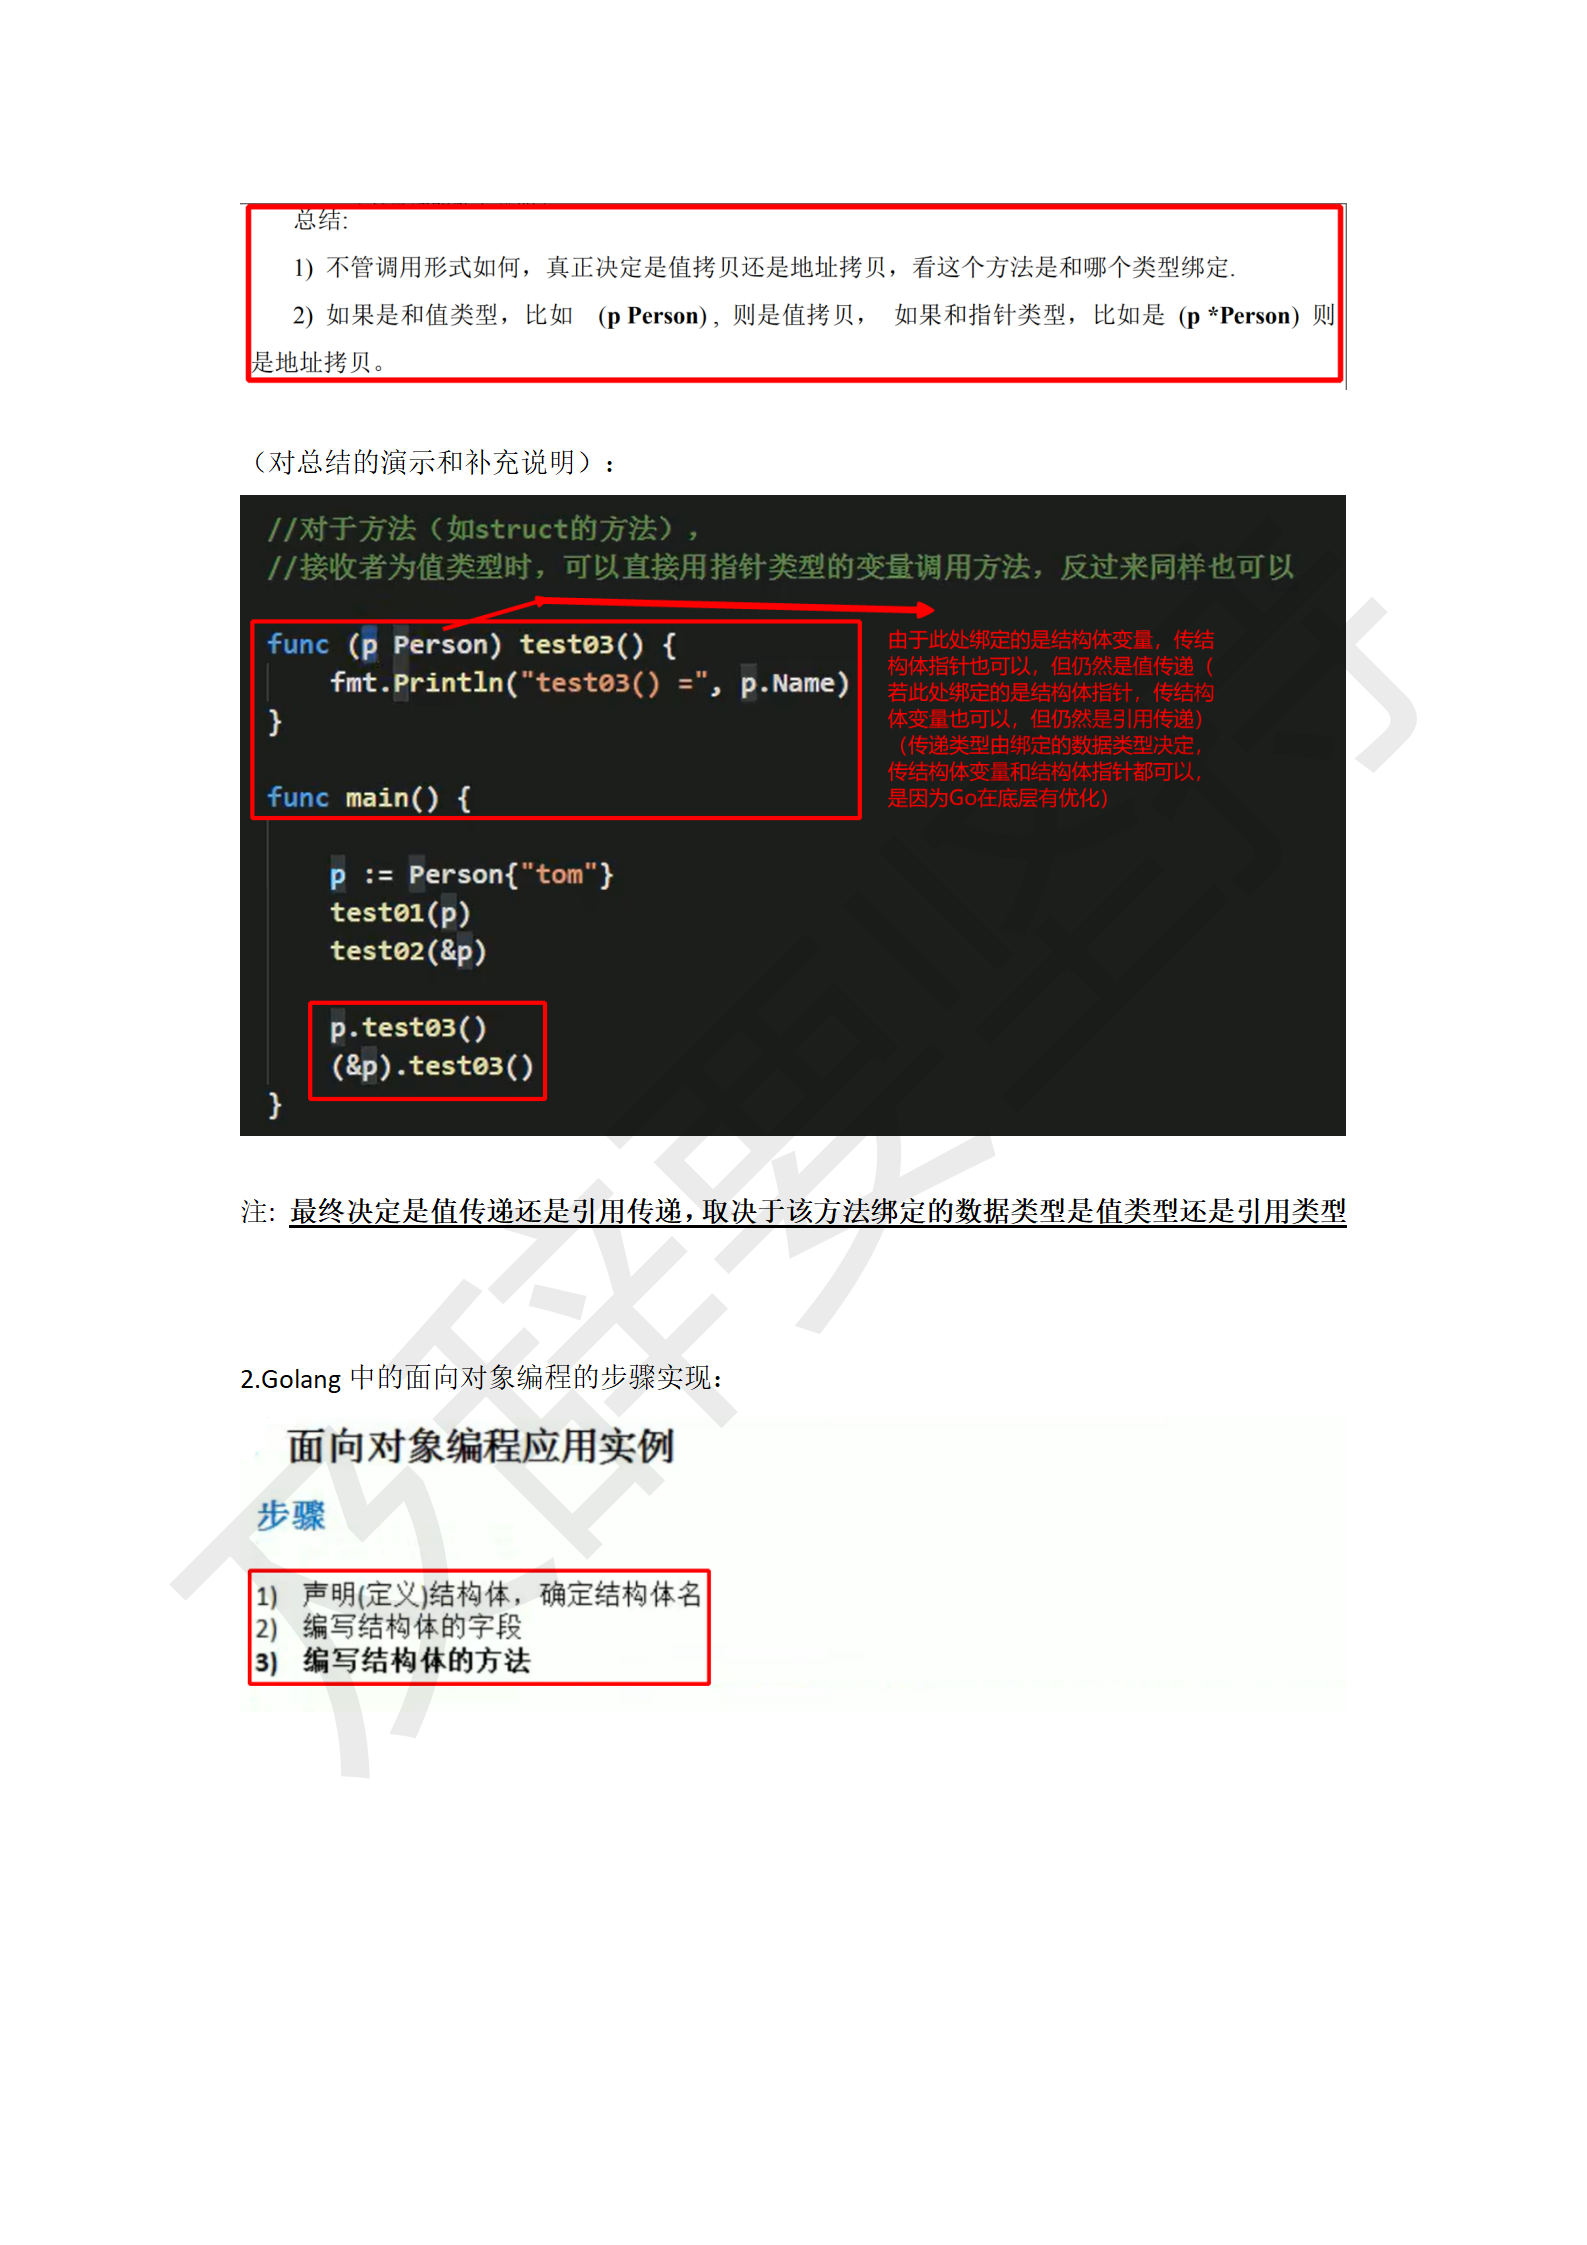 总结:
1) 不管调用形式如何，真正决定是值拷贝还是地址拷贝，看这个方法是和哪个类型绑定.
2) 如果是和值类型，比如 (p Person) , 则是值拷贝， 如果和指针类型，比如是 (p *Person) 则
是地址拷贝。
（对总结的演示和补充说明）：
//对于方法（如struct的方法），
//接收者为值类型时，可以直接用指针类型的变量调用方法，反过来同样也可以
func (p Person) test03() {
fmt.Println("test03() =", p.Name)
}
func main() {
由于此处绑定的是结构体变量，传结
构体指针也可以，但仍然是值传递（
若此处绑定的是结构体指针，传结构
体变量也可以，但仍然是引用传递）
（传递类型由绑定的数据类型决定，
传结构体变量和结构体指针都可以，
是因为Go在底层有优化）
p := Person{"tom"}
test01(p)
test02(&p)
p.test03()
(&p).test03()
}
注: 最终决定是值传递还是引用传递，取决于该方法绑定的数据类型是值类型还是引用类型
2.Golang 中的面向对象编程的步骤实现：
面向对象编程应用实例
步骤
1) 声明(定义)结构体，确定结构体名
2) 编写结构体的字段
3) 编写结构体的方法